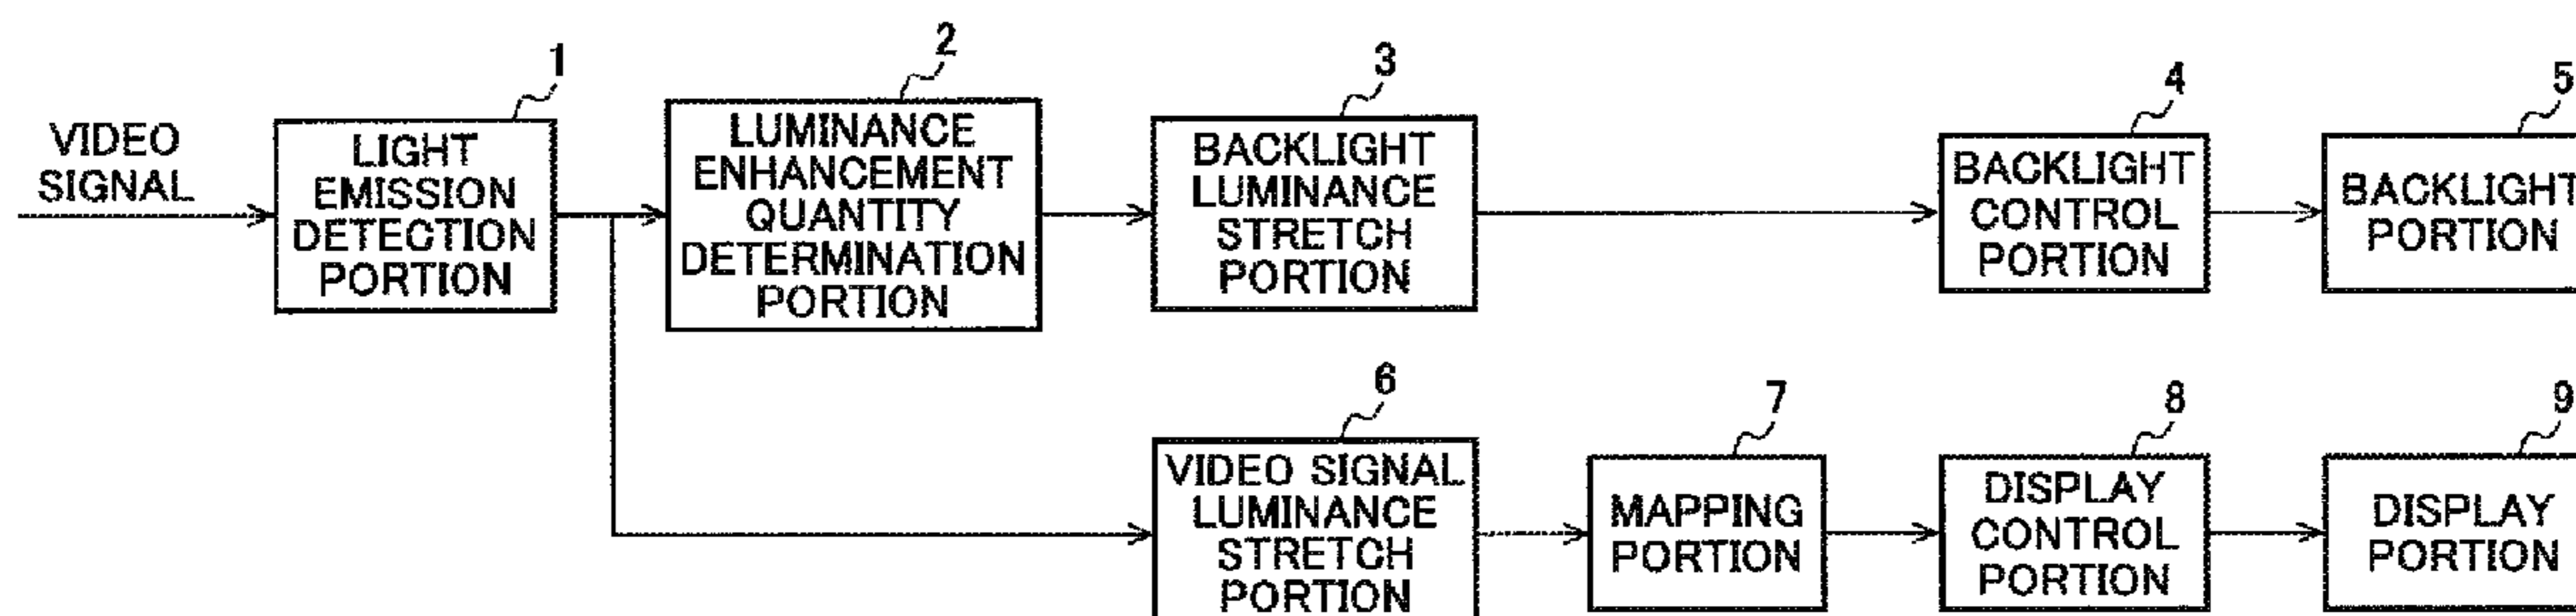 1
2
3
4
5
VIDEO
SIGNAL
LIGHT
EMISSION
DETECTION
PORTION
LUMINANCE
ENHANCEMENT
QUANTITY
DETERMINATION
PORTION
BACKLIGHT
LUMINANCE
STRETCH
PORTION
BACKLIGHT
CONTROL
PORTION
BACKLIGHT
PORTION
6
7
8
9
VIDEO SIGNAL
LUMINANCE
STRETCH
PORTION
MAPPING
PORTION
DISPLAY
CONTROL
PORTION
DISPLAY
PORTION